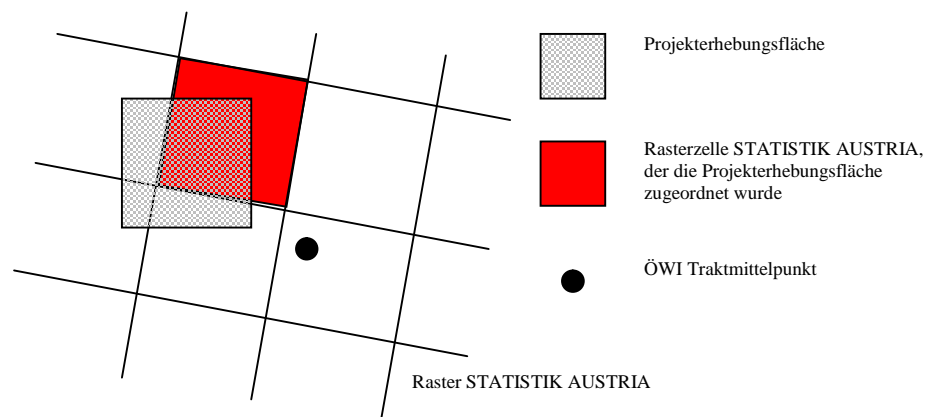 Projekterhebungsfläche
Rasterzelle STATISTIK AUSTRIA,
der die Projekterhebungsfläche
zugeordnet wurde
ÖWI Traktmittelpunkt
Raster STATISTIK AUSTRIA